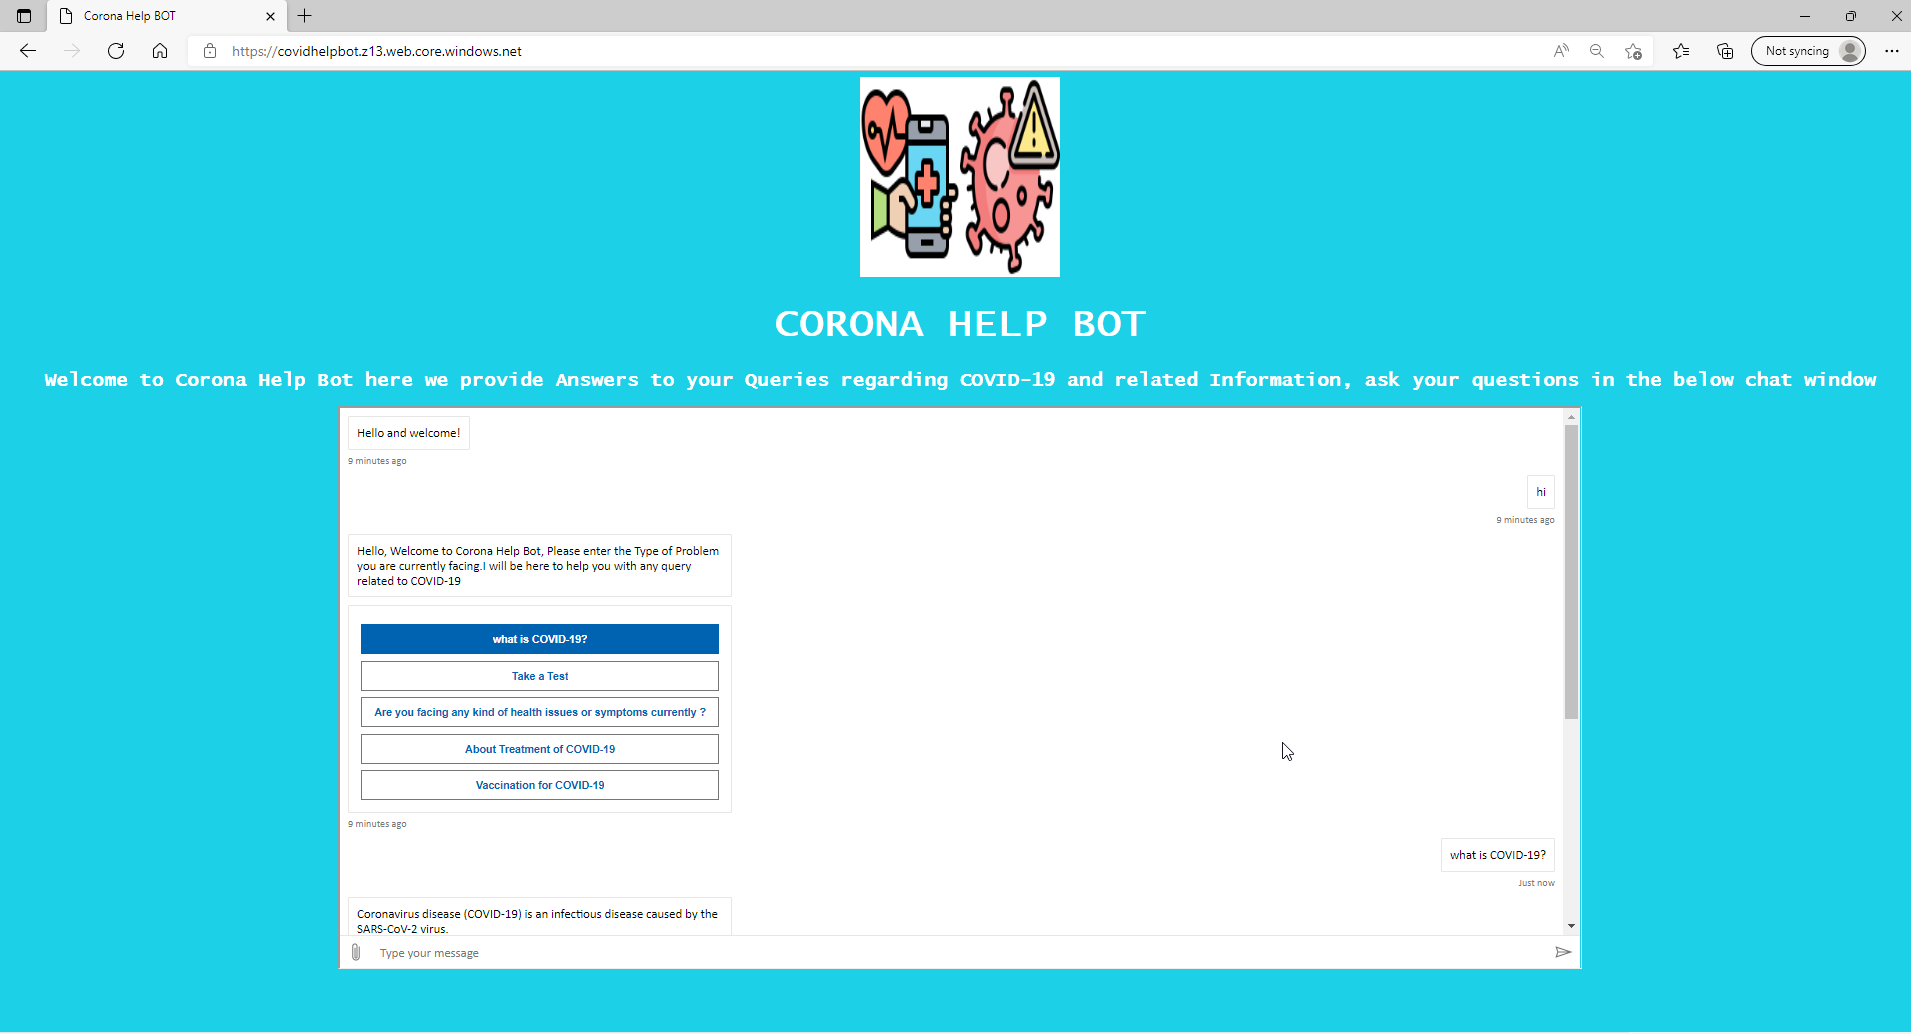 Corona Help BOT
https://covidhelpbot.z13.web.core.windows.net
Not syncing
CORONA HELP BOT
Welcome to Corona Help Bot here we provide Answers to your Queries regarding COVID-19 and related Information, ask your questions in the below chat window
Hello and welcome!
9 minutes ago
hi
9 minutes ago
Hello, Welcome to Corona Help Bot, Please enter the Type of Problem
you are currently facing.I will be here to help you with any query
related to COVID-19
what is COVID-19?
Take a Test
Are you facing any kind of health issues or symptoms currently ?
About Treatment of COVID-19
Vaccination for COVID-19
9 minutes ago
what is COVID-19?
Just now
Coronavirus disease (COVID-19) is an infectious disease caused by the
SARS-CoV-2 virus.
Type your message